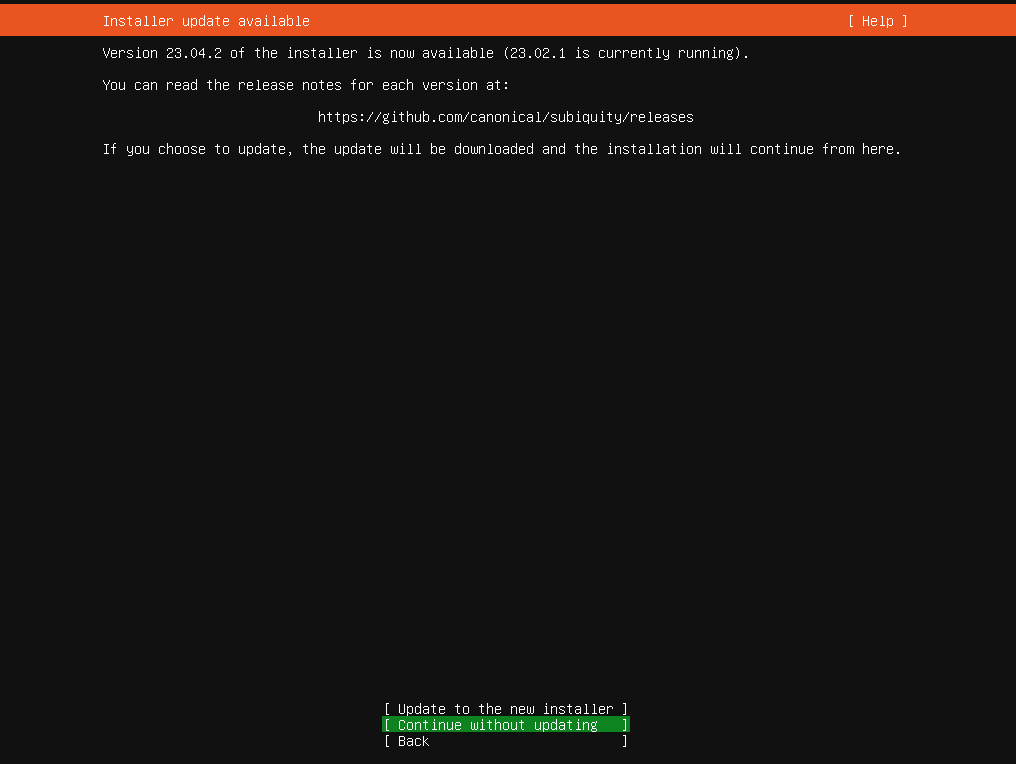 Installer update available [ Help ]
Version 23.04.2 of the installer is now available (23.02.1 is currently running).
You can read the release notes for each version at:
https://github.com/canonical/subiquity/releases
If you choose to update, the update will be downloaded and the installation will continue from here.
[ Update to the new installer ]
[ Continue without updating ]
[ Back ]